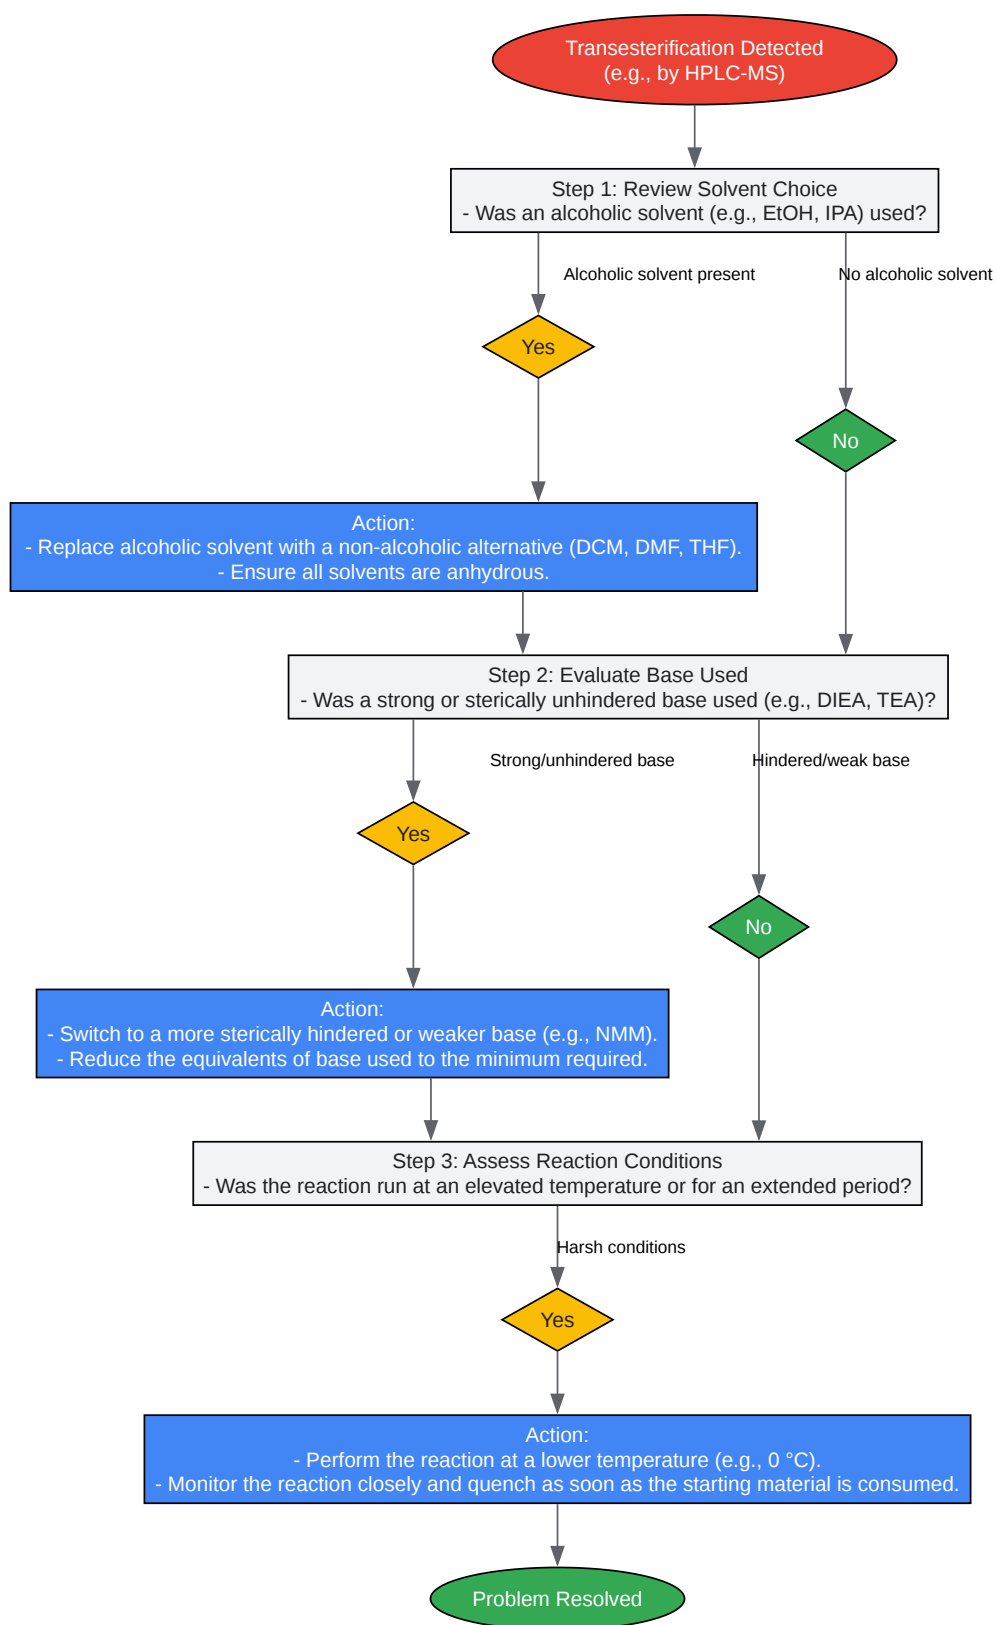 Transesterification Detected
(e.g., by HPLC-MS)
Step 1: Review Solvent Choice
- Was an alcoholic solvent (e.g., EtOH, IPA) used?
Alcoholic solvent present
No alcoholic solvent
Yes
No
Action:
- Replace alcoholic solvent with a non-alcoholic alternative (DCM, DMF, THF).
- Ensure all solvents are anhydrous.
Step 2: Evaluate Base Used
- Was a strong or sterically unhindered base used (e.g., DIEA, TEA)?
Strong/unhindered base
Hindered/weak base
Yes
No
Action:
- Switch to a more sterically hindered or weaker base (e.g., NMM).
- Reduce the equivalents of base used to the minimum required.
Step 3: Assess Reaction Conditions
- Was the reaction run at an elevated temperature or for an extended period?
Harsh conditions
Yes
Action:
- Perform the reaction at a lower temperature (e.g., 0 °C).
- Monitor the reaction closely and quench as soon as the starting material is consumed.
Problem Resolved